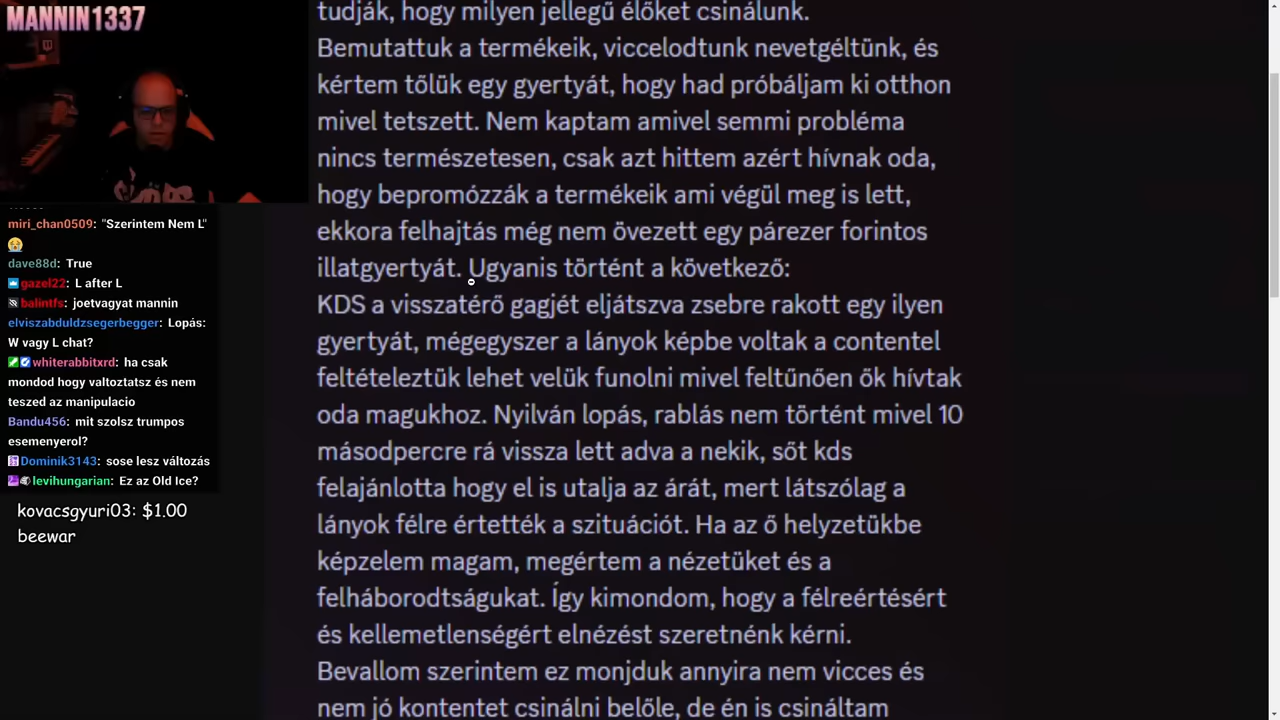 MANNIN1337
miri_chan0509: "Szerintem Nem L"
dave88d: True
gazel22: L after L
balintfs: joetvagyat mannin
elviszabduldzsegerbegger: Lopás:
W vagy L chat?
whiterabbitxrd: ha csak
mondod hogy valtoztatsz és nem
teszed az manipulacio
Bandu456: mit szolsz trumpos
esemenyerol?
Dominik3143: sose lesz változás
levihungarian: Ez az Old Ice?
kovacsgyuri03: $1.00
beewar
tudják, hogy milyen jellegű élőket csinálunk.
Bemutattuk a termékeik, viccelodtunk nevetgéltünk, és
kértem tőlük egy gyertyát, hogy had próbáljam ki otthon
mivel tetszett. Nem kaptam amivel semmi probléma
nincs természetesen, csak azt hittem azért hívnak oda,
hogy bepromózzák a termékeik ami végül meg is lett,
ekkora felhajtás még nem övezett egy párezer forintos
illatgyertyát. Ugyanis történt a következő:
KDS a visszatérő gagjét eljátszva zsebre rakott egy ilyen
gyertyát, mégegyszer a lányok képbe voltak a contentel
feltételeztük lehet velük funolni mivel feltűnően ők hívtak
oda magukhoz. Nyilván lopás, rablás nem történt mivel 10
másodpercre rá vissza lett adva a nekik, sőt kds
felajánlotta hogy el is utalja az árát, mert látszólag a
lányok félre értették a szituációt. Ha az ő helyzetükbe
képzelem magam, megértem a nézetüket és a
felháborodtságukat. Így kimondom, hogy a félreértésért
és kellemetlenségért elnézést szeretnénk kérni.
Bevallom szerintem ez monjduk annyira nem vicces és
nem jó kontentet csinálni belőle, de én is csináltam